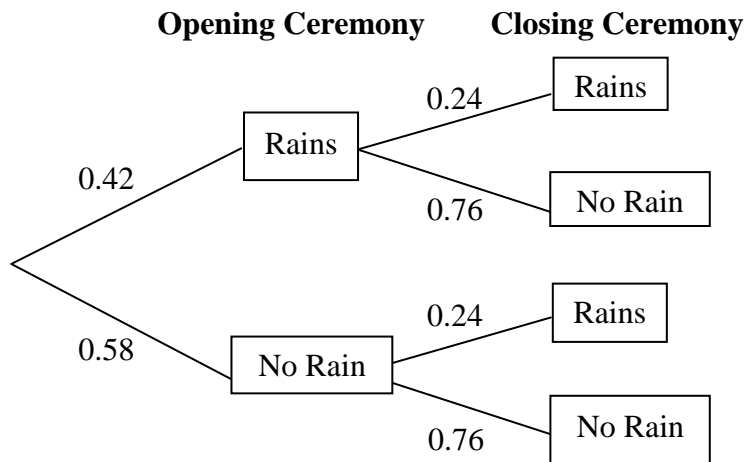 Opening Ceremony Closing Ceremony
0.24 Rains
Rains
0.42
0.76 No Rain
0.24 Rains
0.58 No Rain
0.76 No Rain